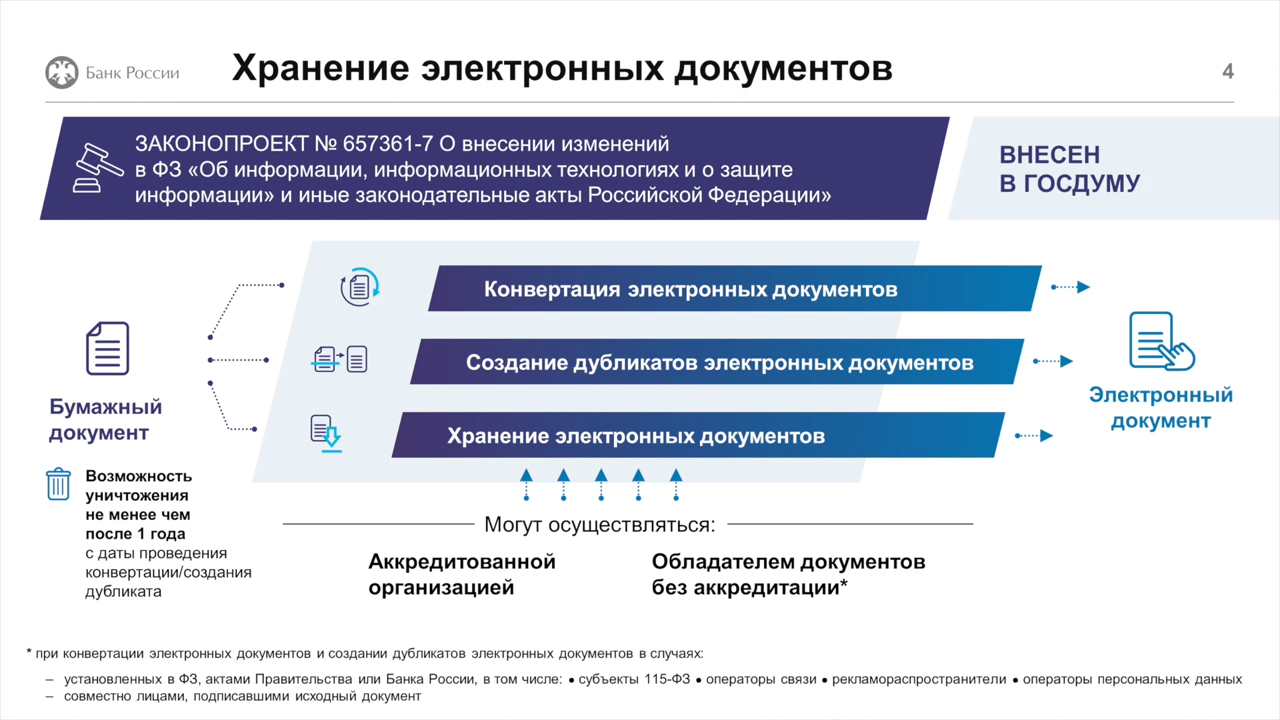 Банк России
Хранение электронных документов
4
ЗАКОНОПРОЕКТ № 657361-7 О внесении изменений
в ФЗ «Об информации, информационных технологиях и о защите
информации» и иные законодательные акты Российской Федерации»
ВНЕСЕН
В ГОСДУМУ
Конвертация электронных документов
Создание дубликатов электронных документов
Хранение электронных документов
Бумажный
документ
Электронный
документ
Возможность
уничтожения
не менее чем
после 1 года
с даты проведения
конвертации/создания
дубликата
Могут осуществляться:
Аккредитованной
организацией
Обладателем документов
без аккредитации*
* при конвертации электронных документов и создании дубликатов электронных документов в случаях:
– установленных в ФЗ, актами Правительства или Банка России, в том числе: ● субъекты 115-ФЗ ● операторы связи ● рекламораспространители ● операторы персональных данных
– совместно лицами, подписавшими исходный документ